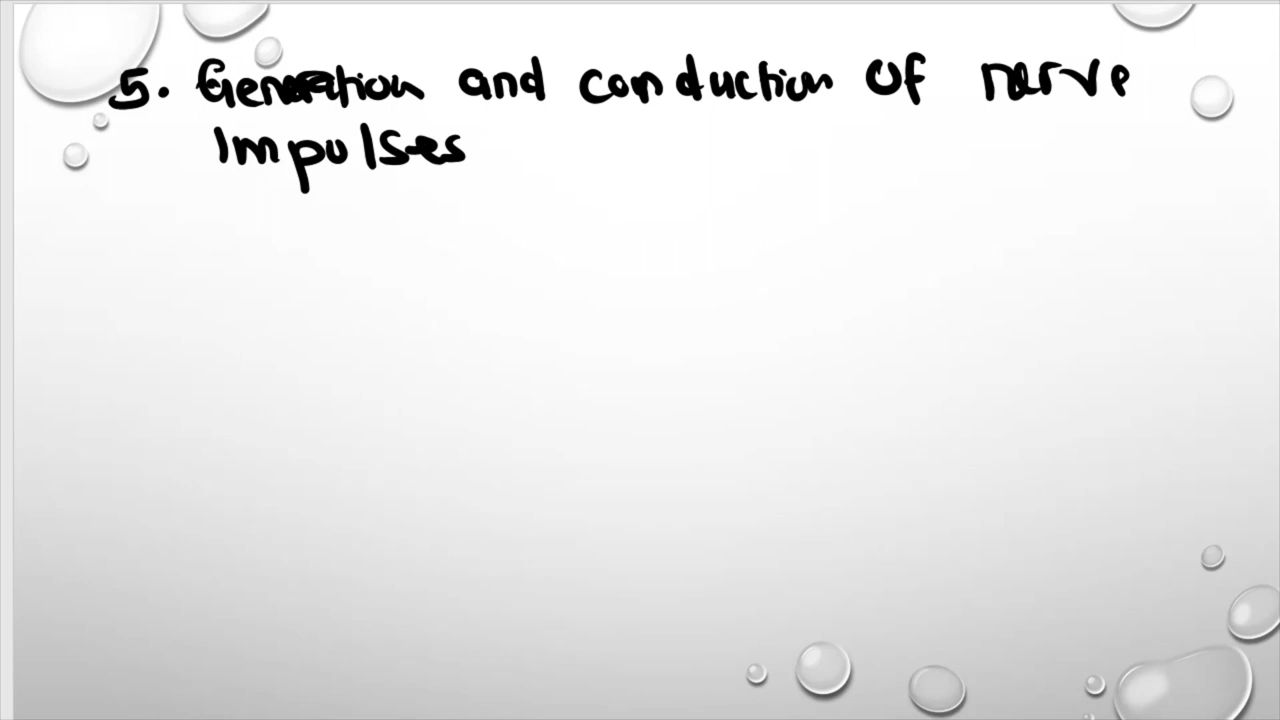 5. Generation and conduction of nerve
Impulses